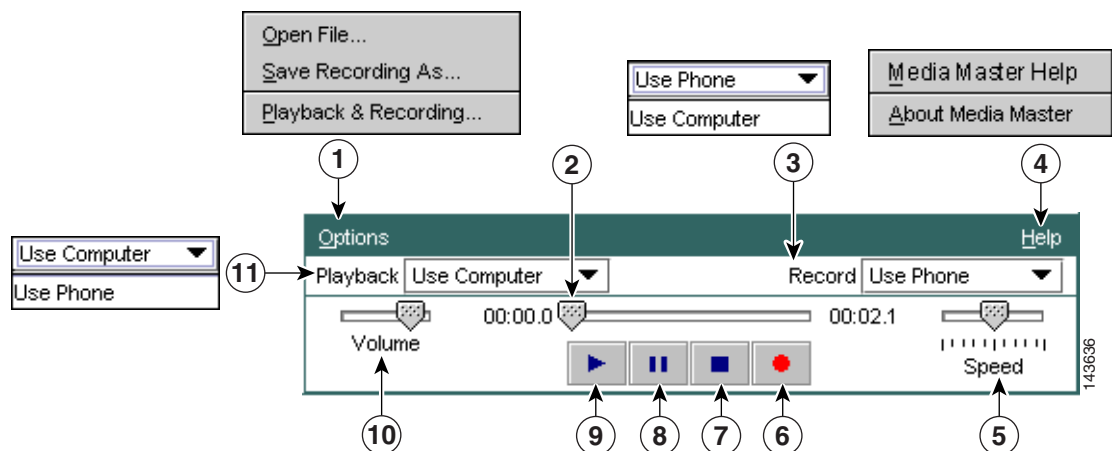 Open File...
Save Recording As...
Playback & Recording...
Use Phone
Use Computer
Media Master Help
About Media Master
1
2
3
4
Options
Help
Use Computer
Use Phone
11
Playback
Use Computer
Record
Use Phone
00:00.0
00:02.1
Volume
Speed
143636
10
9
8
7
6
5